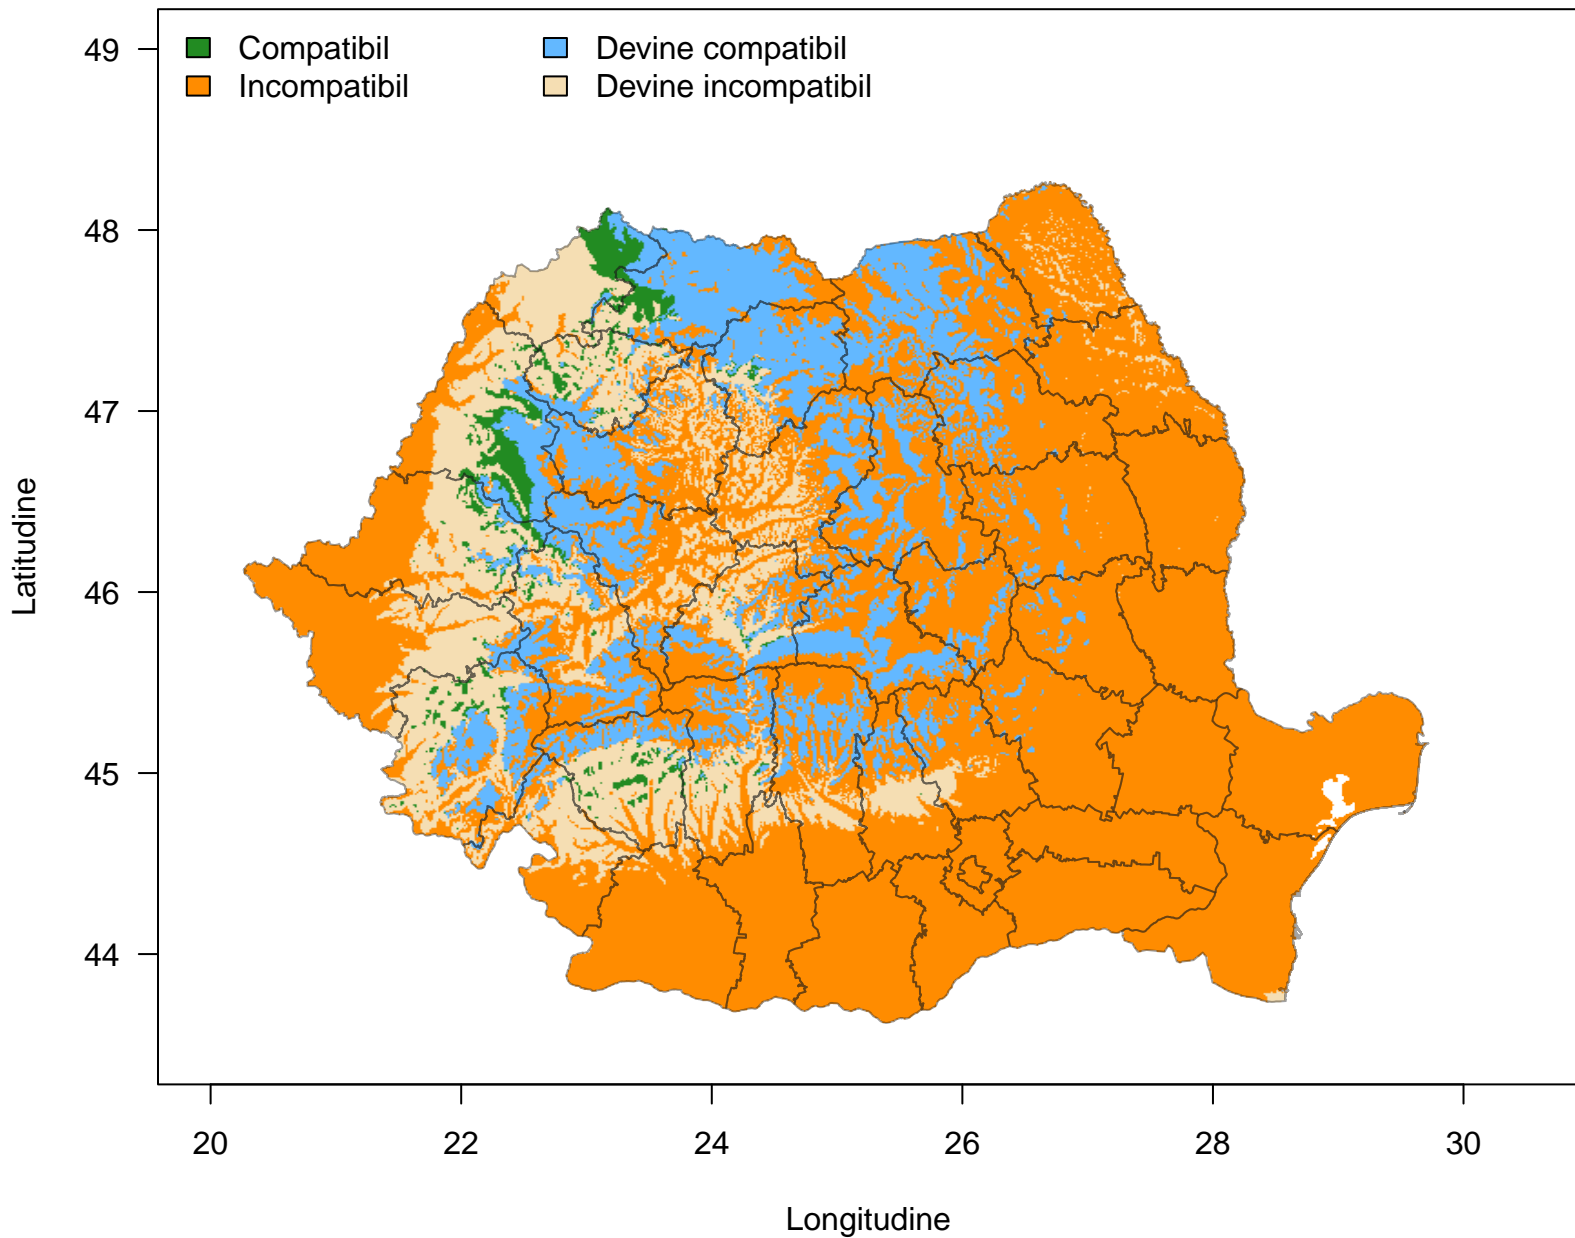 Compatibil
Incompatibil
Devine compatibil
Devine incompatibil
49
48
47
46
45
44
Latitudine
20 22 24 26 28 30
Longitudine